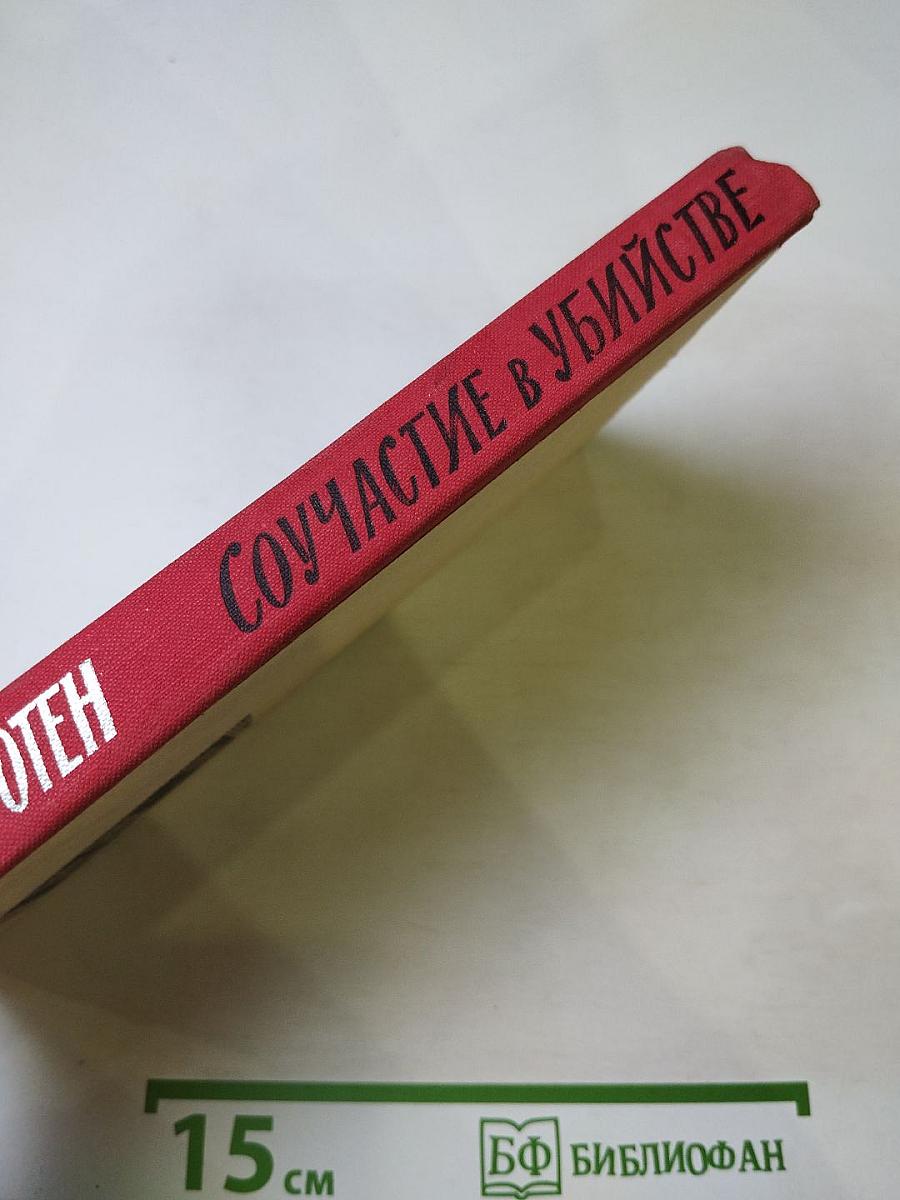 ОТЕН СОУЧАСТИЕ в УБИЙСТВЕ
15 см
БФ БИБЛИОФАН